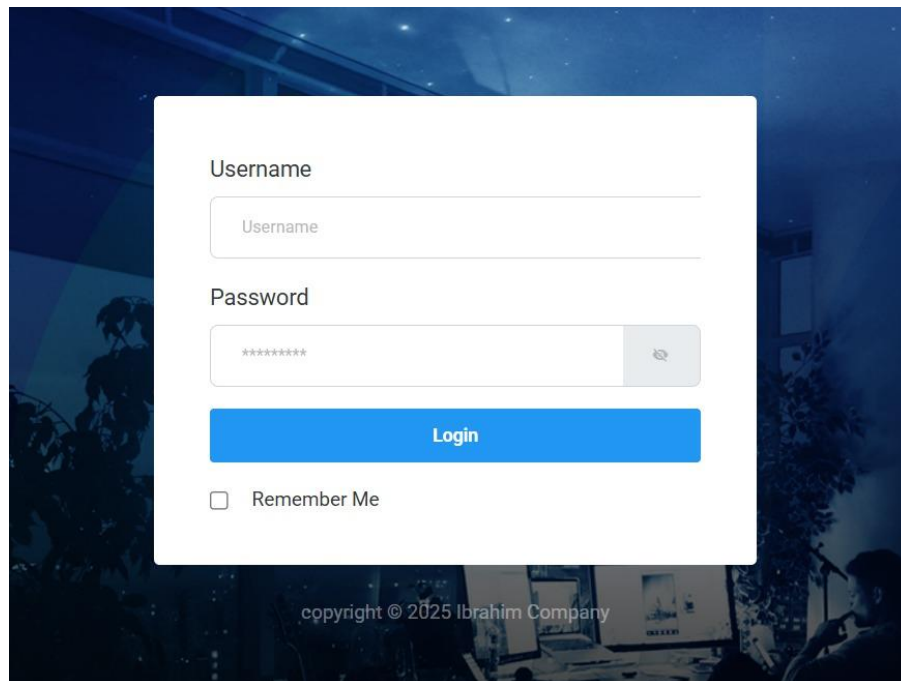 Username
Username
Password
*********
Login
Remember Me
copyright © 2025 Ibrahim Company